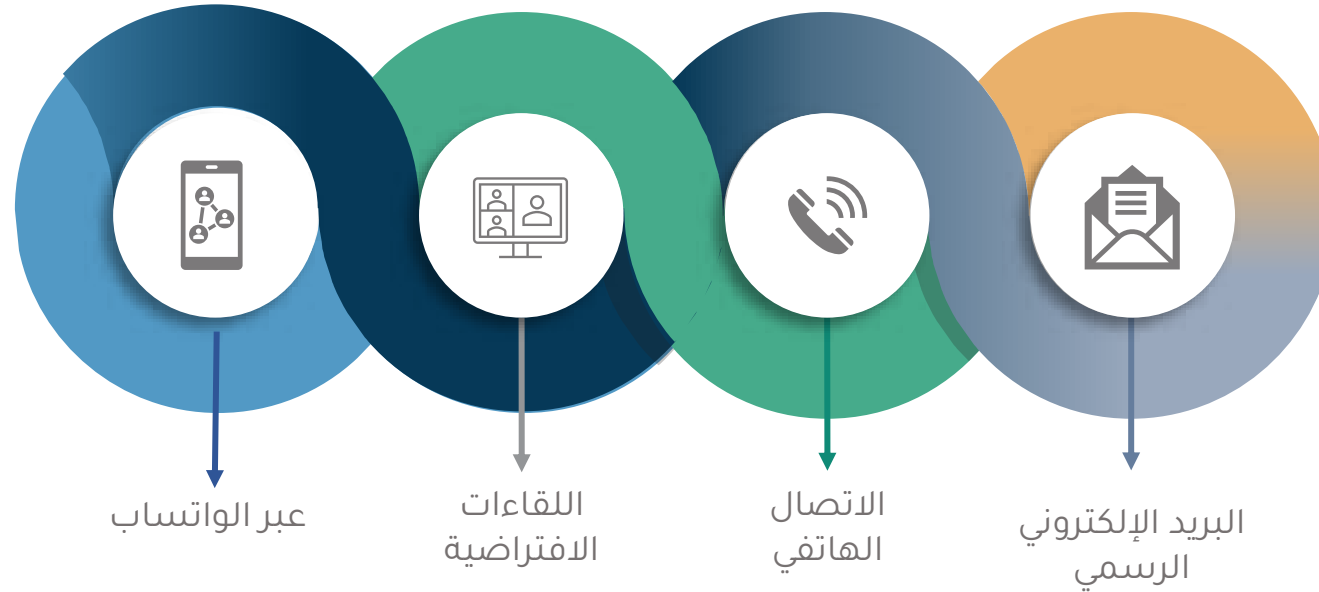 البريد الإلكتروني
الرسمي
الاتصال
الهاتفي
اللقاءات
الافتراضية
عبر الواتساب